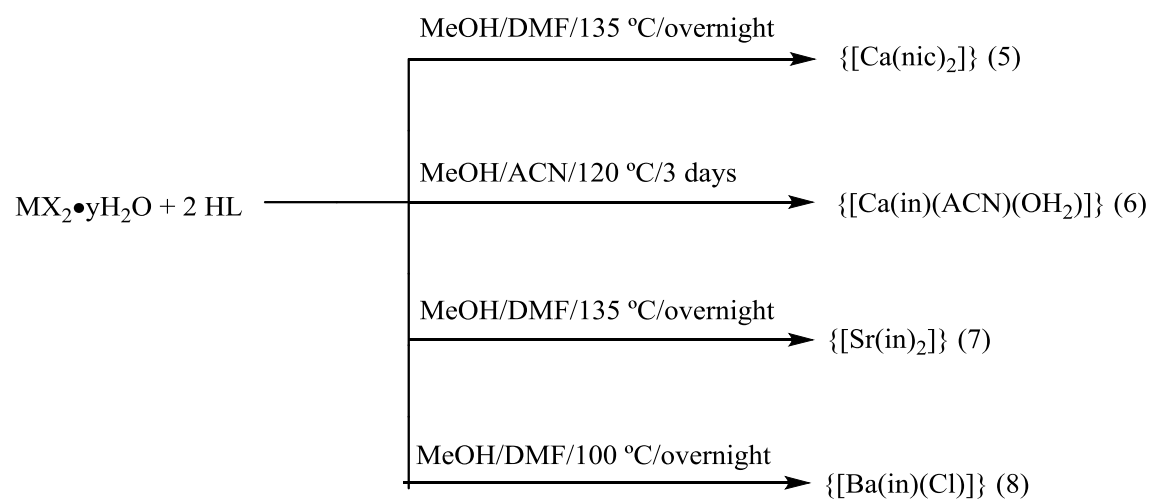 MeOH/DMF/135 ºC/overnight
{[Ca(nic)₂]} (5)
MeOH/ACN/120 ºC/3 days
MX₂•yH₂O + 2 HL
{[Ca(in)(ACN)(OH₂)]} (6)
MeOH/DMF/135 ºC/overnight
{[Sr(in)₂]} (7)
MeOH/DMF/100 ºC/overnight
{[Ba(in)(Cl)]} (8)